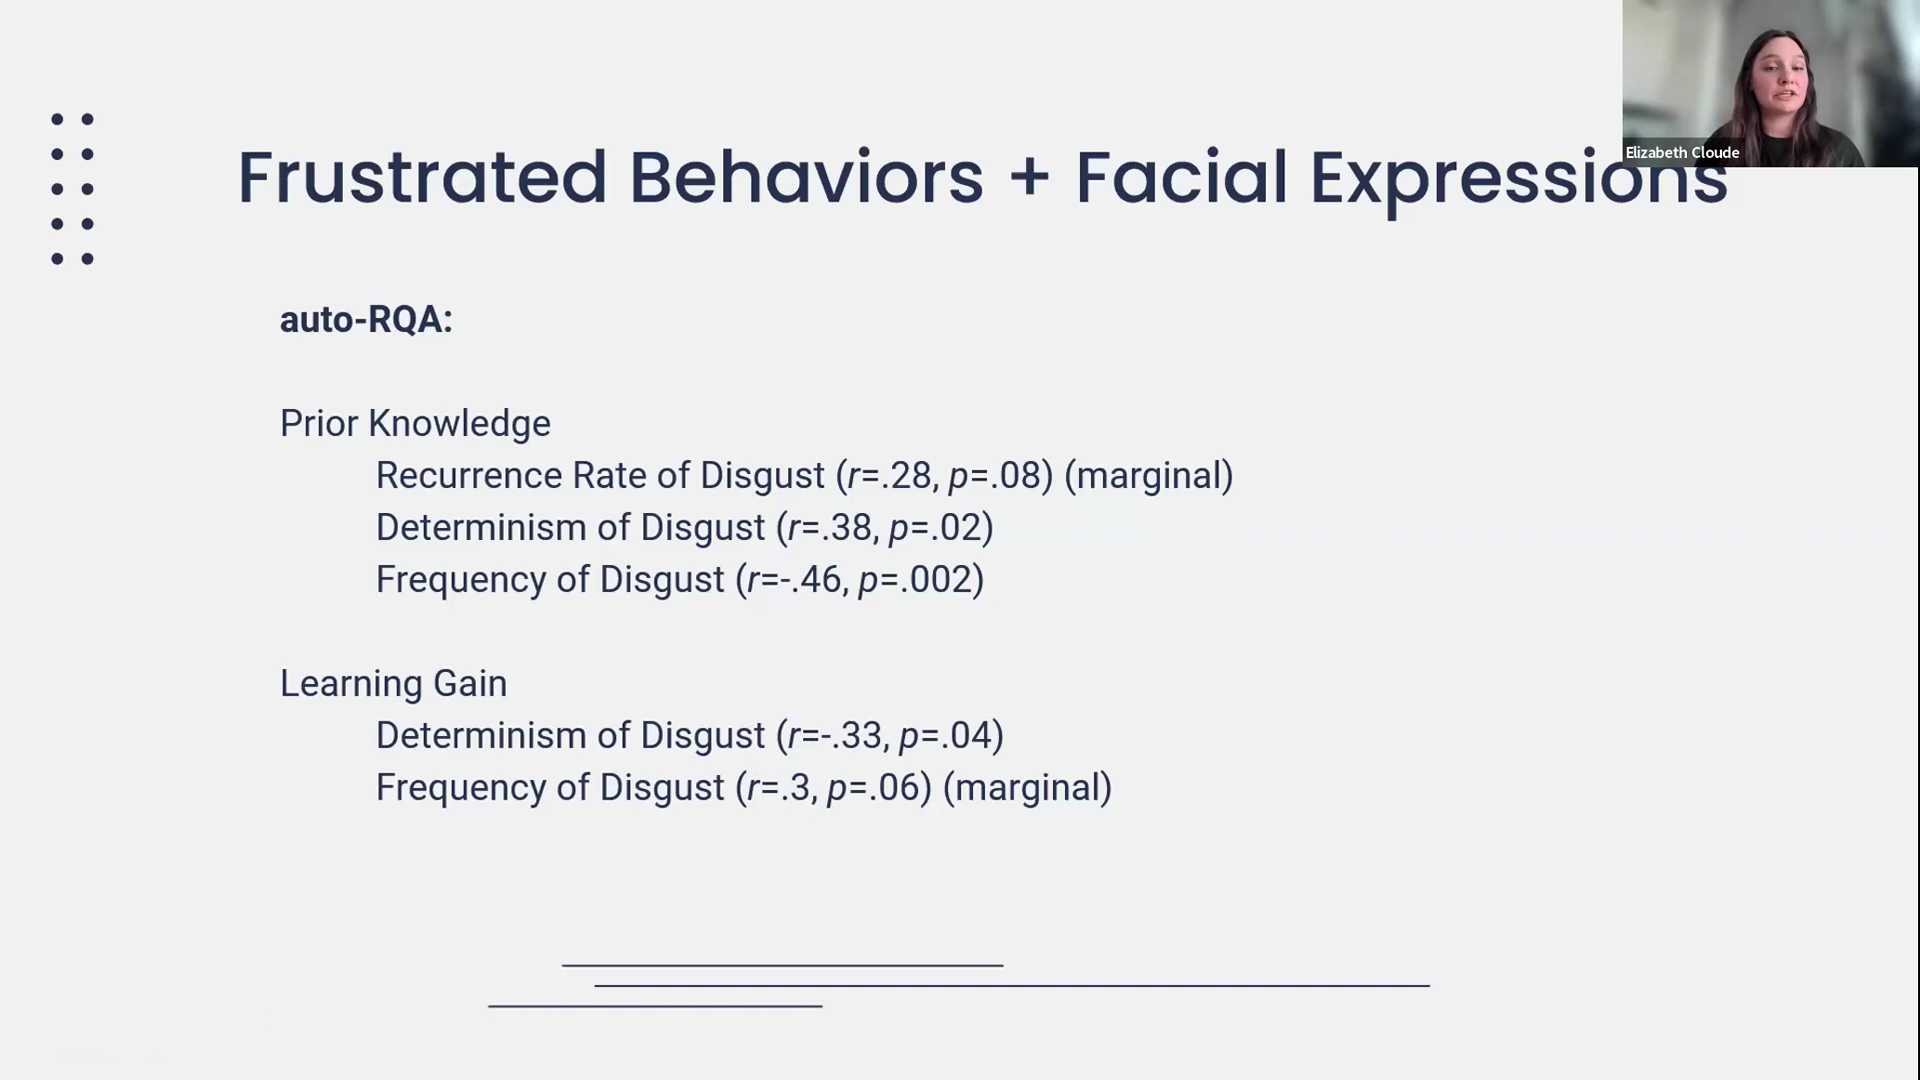 Elizabeth Cloude
Frustrated Behaviors + Facial Expressions
auto-RQA:
Prior Knowledge
Recurrence Rate of Disgust (r=.28, p=.08) (marginal)
Determinism of Disgust (r=.38, p=.02)
Frequency of Disgust (r=-.46, p=.002)
Learning Gain
Determinism of Disgust (r=-.33, p=.04)
Frequency of Disgust (r=.3, p=.06) (marginal)